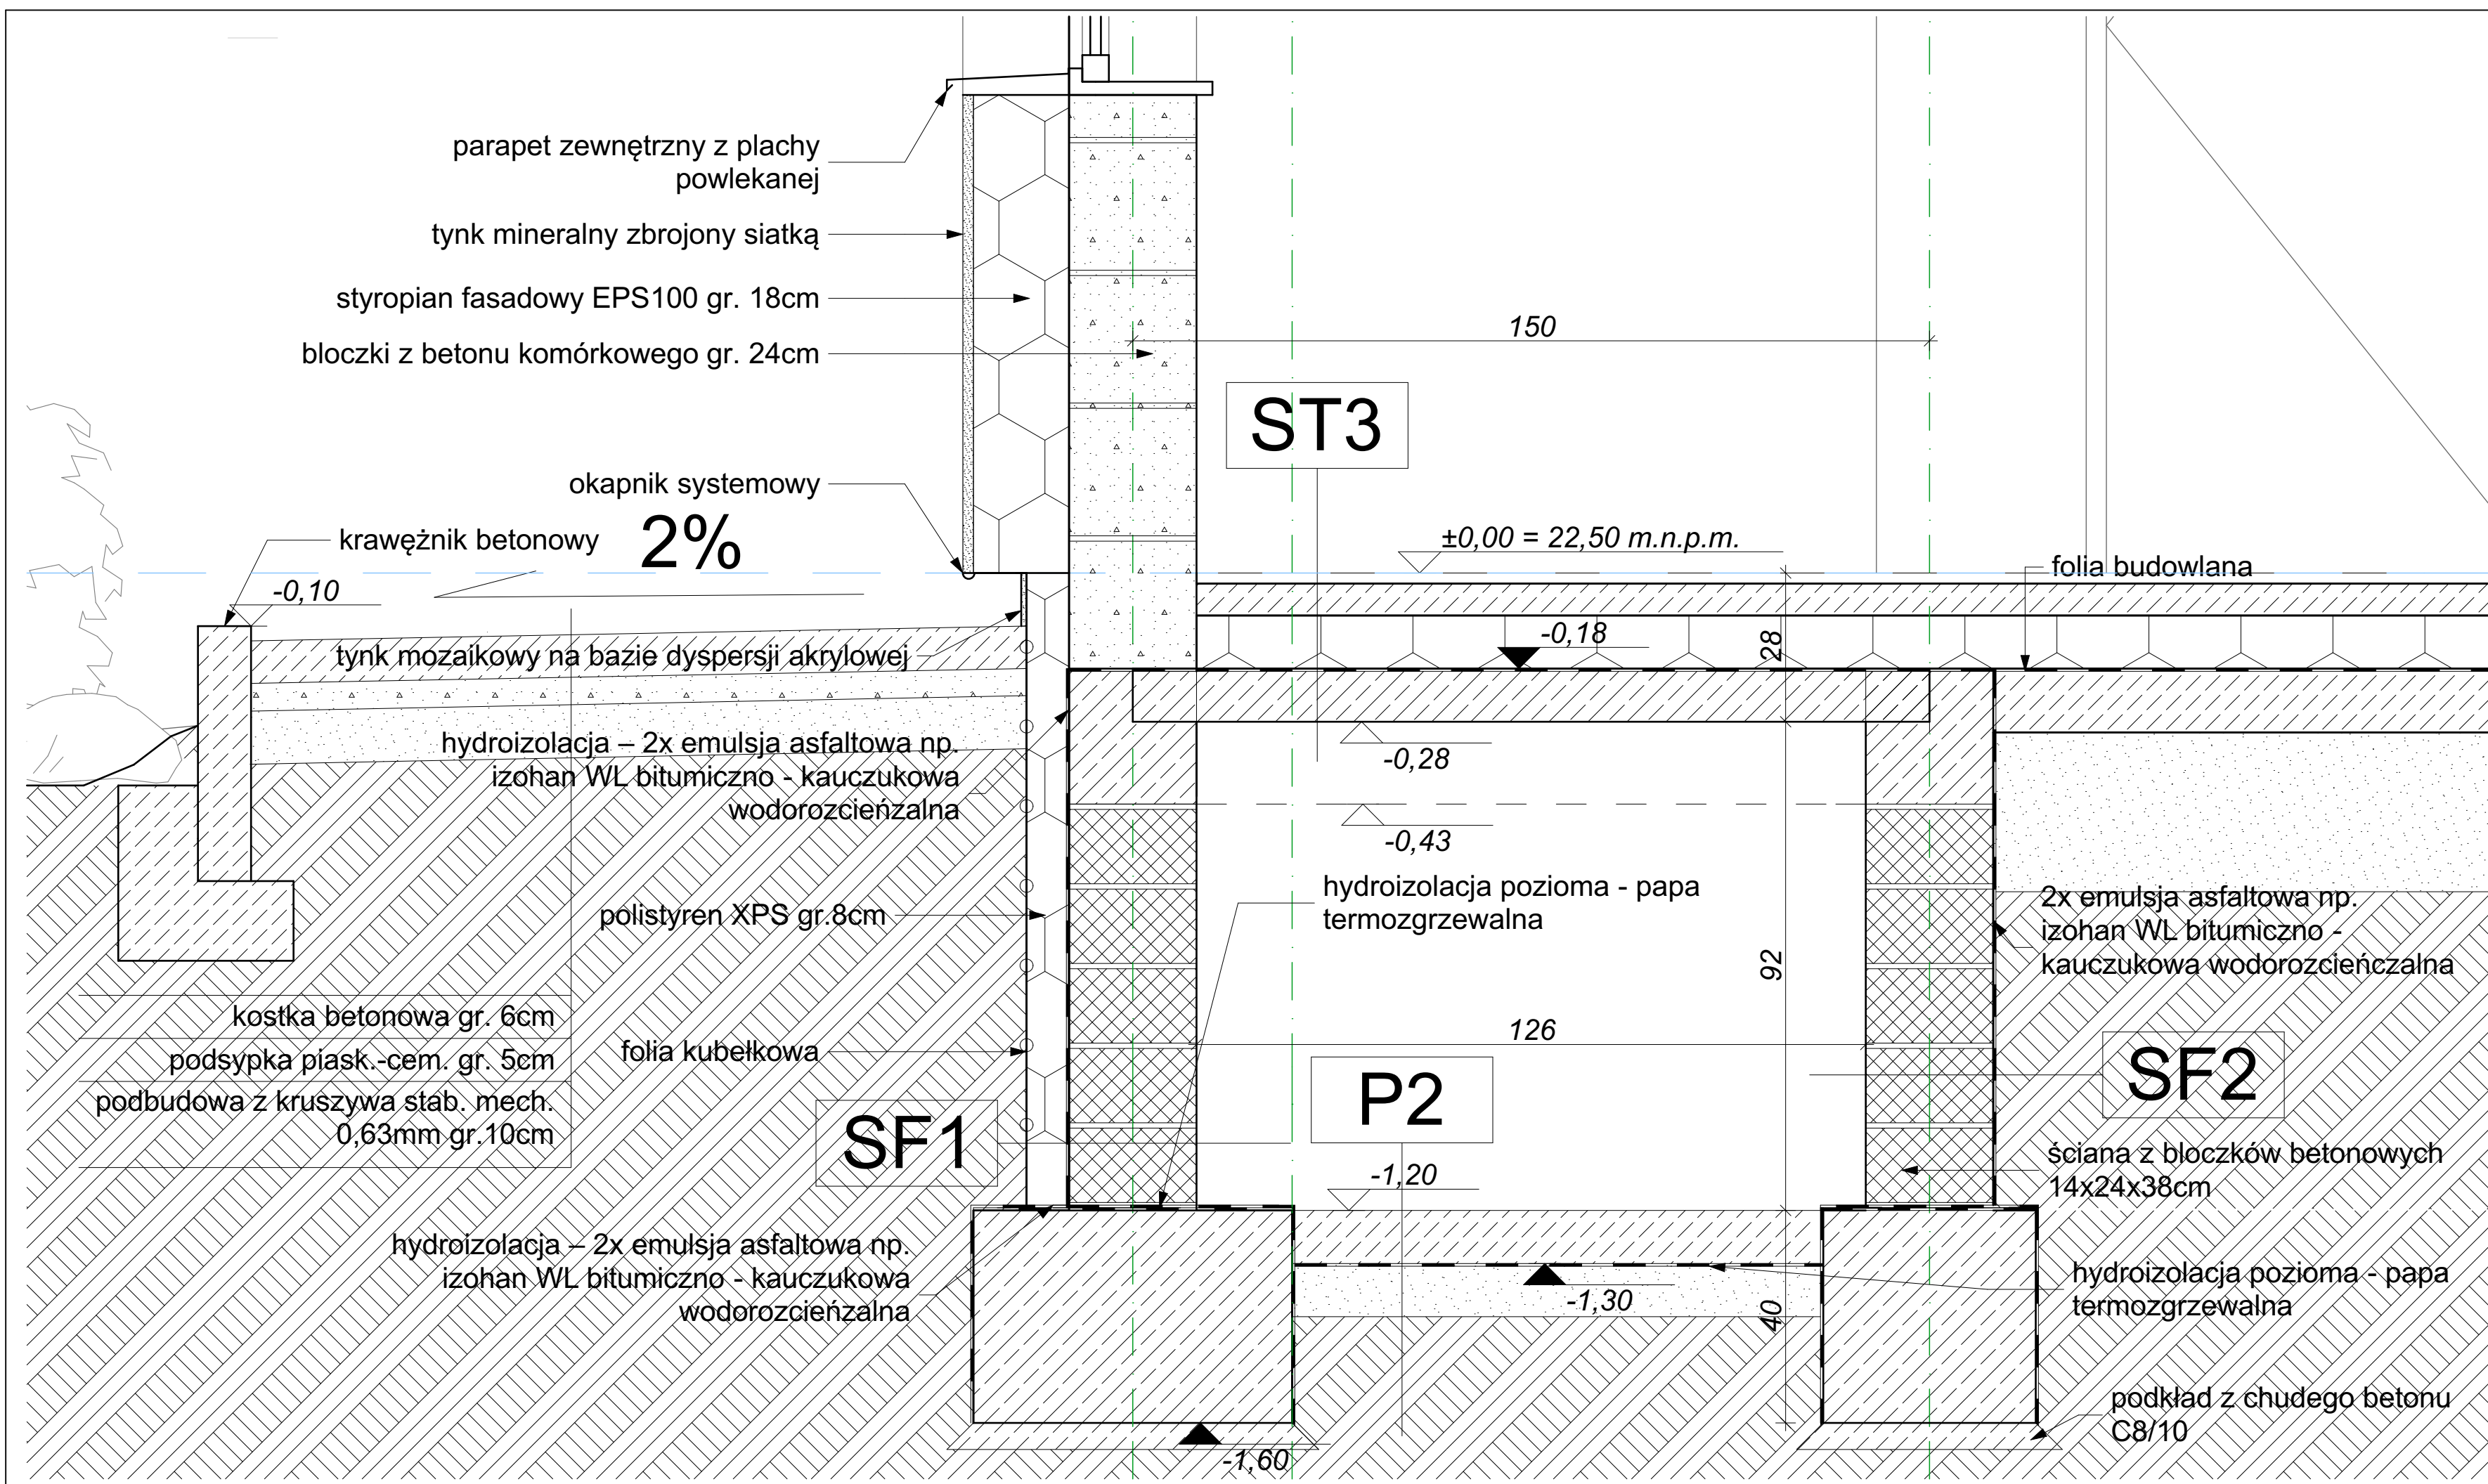 parapet zewnętrzny z plachy
powlekanej
tynk mineralny zbrojony siatką
styropian fasadowy EPS100 gr. 18cm
bloczki z betonu komórkowego gr. 24cm
150
ST3
okapnik systemowy
krawężnik betonowy
2%
±0,00 = 22,50 m.n.p.m.
folia budowlana
-0,10
-0,18
28
tynk mozaikowy na bazie dyspersji akrylowej
hydroizolacja – 2x emulsja asfaltowa np.
izohan WL bitumiczno - kauczukowa
wodorozcieńzalna
-0,28
-0,43
hydroizolacja pozioma - papa
termozgrzewalna
polistyren XPS gr.8cm
92
2x emulsja asfaltowa np.
izohan WL bitumiczno -
kauczukowa wodorozcieńczalna
kostka betonowa gr. 6cm
podsypka piask.-cem. gr. 5cm
podbudowa z kruszywa stab. mech.
0,63mm gr.10cm
folia kubełkowa
126
SF1
P2
SF2
-1,20
ściana z bloczków betonowych
14x24x38cm
hydroizolacja – 2x emulsja asfaltowa np.
izohan WL bitumiczno - kauczukowa
wodorozcieńzalna
-1,30
40
hydroizolacja pozioma - papa
termozgrzewalna
podkład z chudego betonu
C8/10
-1,60